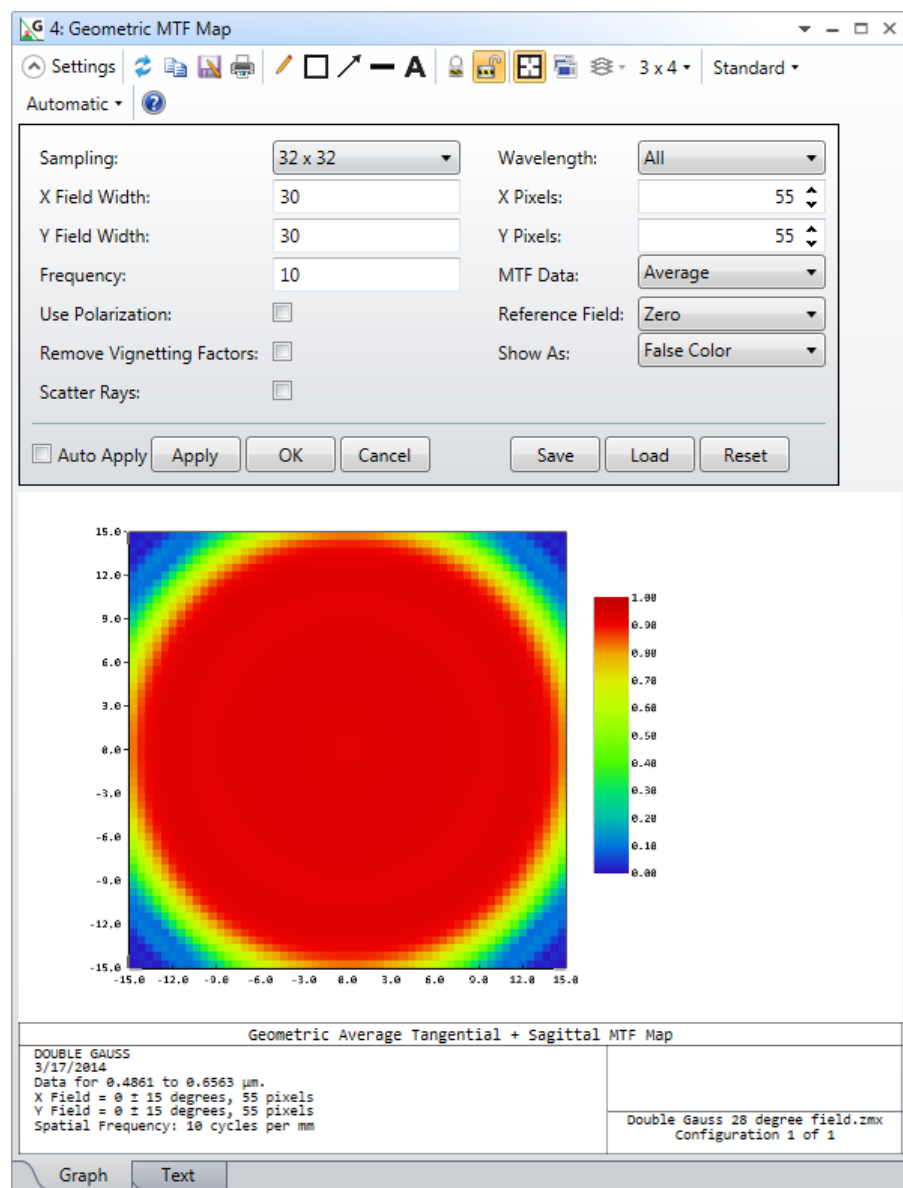 4: Geometric MTF Map
Settings A 3 x 4 Standard
Automatic
Sampling: 32 x 32 Wavelength: All
X Field Width: 30 X Pixels: 55
Y Field Width: 30 Y Pixels: 55
Frequency: 10 MTF Data: Average
Use Polarization: Reference Field: Zero
Remove Vignetting Factors: Show As: False Color
Scatter Rays:
Auto Apply Apply OK Cancel Save Load Reset
15.0
12.0
9.0
6.0
3.0
0.0
-3.0
-6.0
-9.0
-12.0
-15.0
-15.0 -12.0 -9.0 -6.0 -3.0 0.0 3.0 6.0 9.0 12.0 15.0
1.00
0.90
0.80
0.70
0.60
0.50
0.40
0.30
0.20
0.10
0.00
Geometric Average Tangential + Sagittal MTF Map
DOUBLE GAUSS
3/17/2014
Data for 0.4861 to 0.6563 µm.
X Field = 0 ± 15 degrees, 55 pixels
Y Field = 0 ± 15 degrees, 55 pixels
Spatial Frequency: 10 cycles per mm
Double Gauss 28 degree field.zmx
Configuration 1 of 1
Graph Text